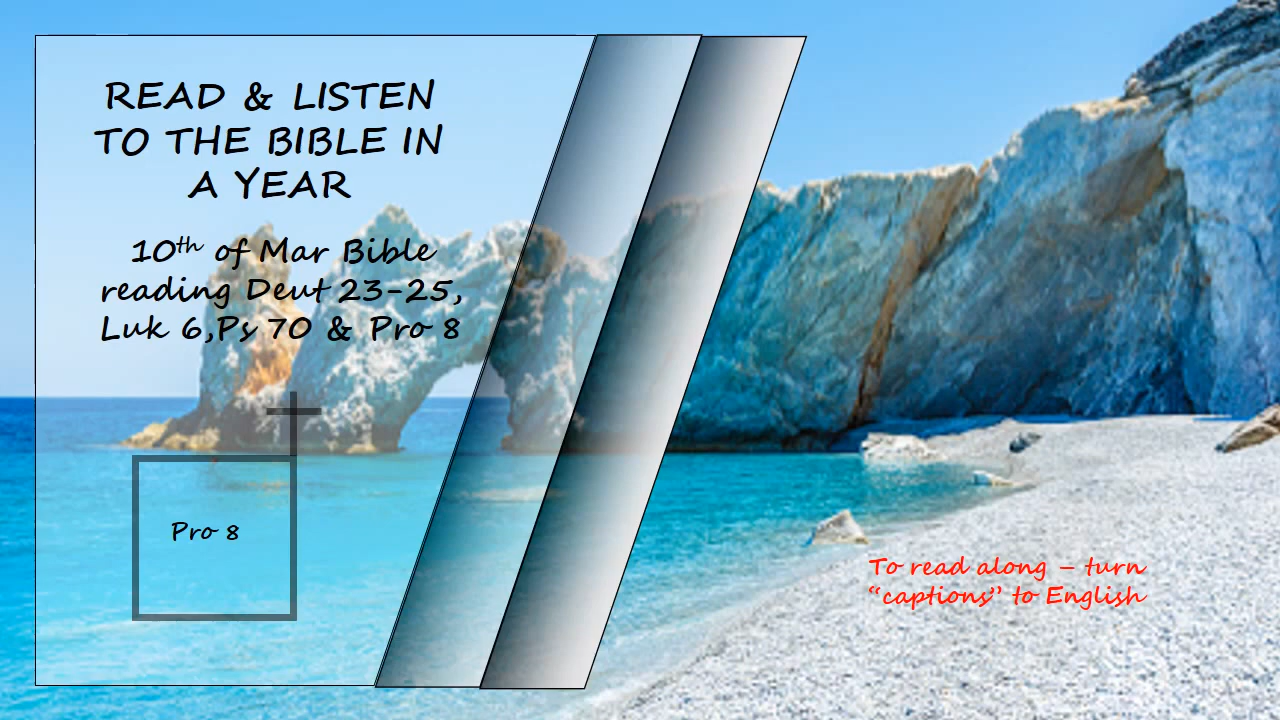 READ & LISTEN
TO THE BIBLE IN
A YEAR
10th of Mar Bible
reading Deut 23-25,
Luk 6,Ps 70 & Pro 8
Pro 8
To read along – turn
“captions” to English